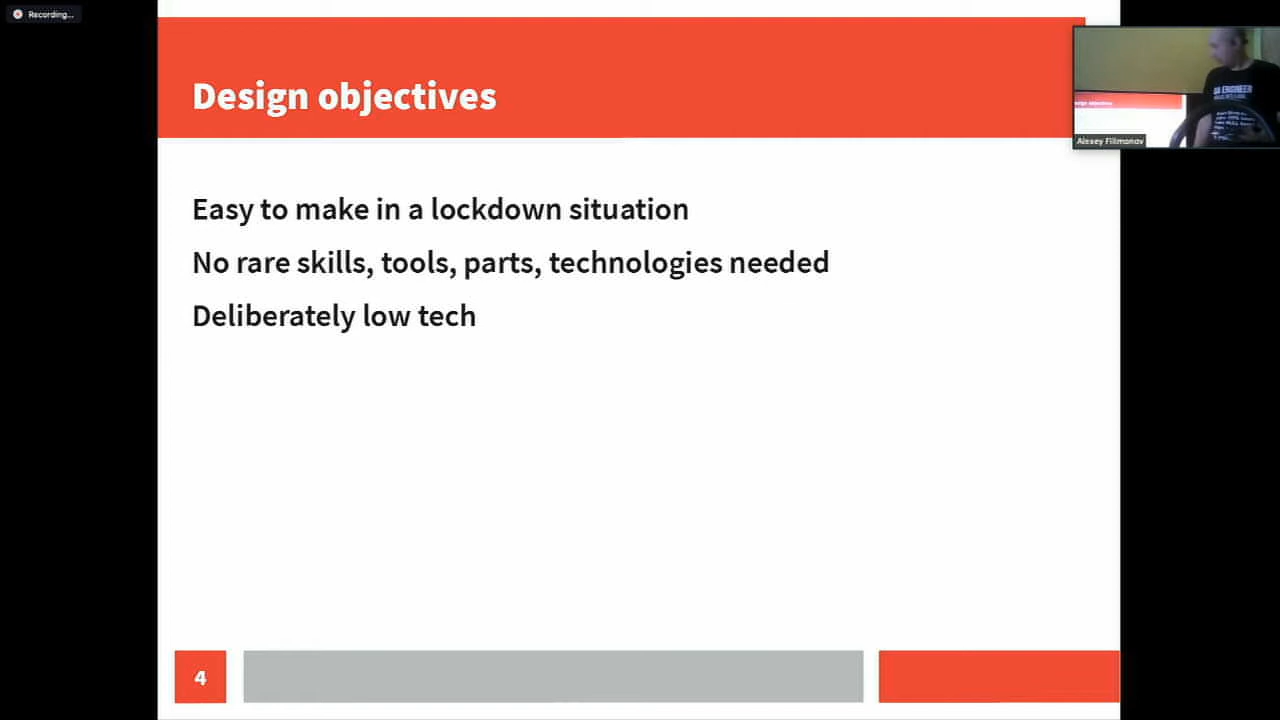 Recording...
Design objectives
Alexey Filimonov
Easy to make in a lockdown situation
No rare skills, tools, parts, technologies needed
Deliberately low tech
4